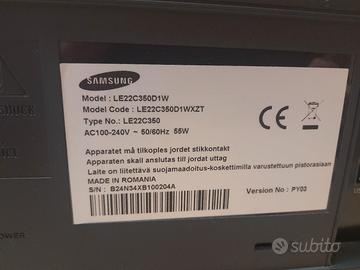 SHOCK
SAMSUNG
Model : LE22C350D1W
Model Code : LE22C350D1WXZT
Type No.: LE22C350
AC100-240V ~ 50/60Hz 55W
CE
Apparatet må tilkoples jordet stikkontakt
Apparaten skall anslutas till jordat uttag
Laite on liitettävä suojamaadoitus-koskettimilla varustettuun pistorasiaan
MADE IN ROMANIA
S/N : B24N34XB100204A
Version No : PY03
POWER
subito